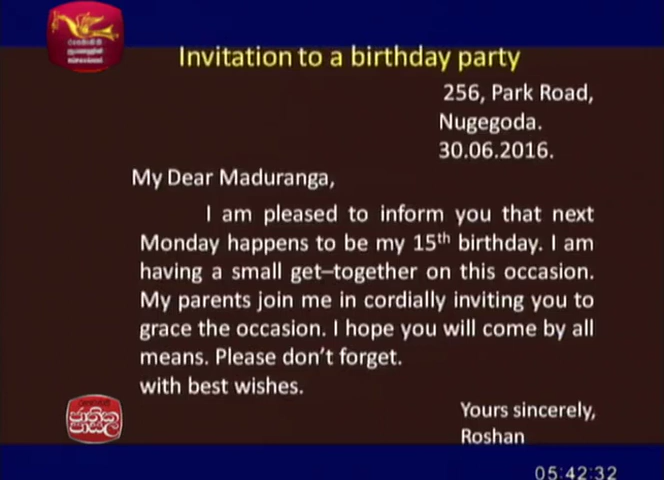 Invitation to a birthday party
256, Park Road,
Nugegoda.
30.06.2016.
My Dear Maduranga,
I am pleased to inform you that next
Monday happens to be my 15th birthday. I am
having a small get–together on this occasion.
My parents join me in cordially inviting you to
grace the occasion. I hope you will come by all
means. Please don't forget.
with best wishes.
Yours sincerely,
Roshan
ජාතික
පාසල
05:42:32